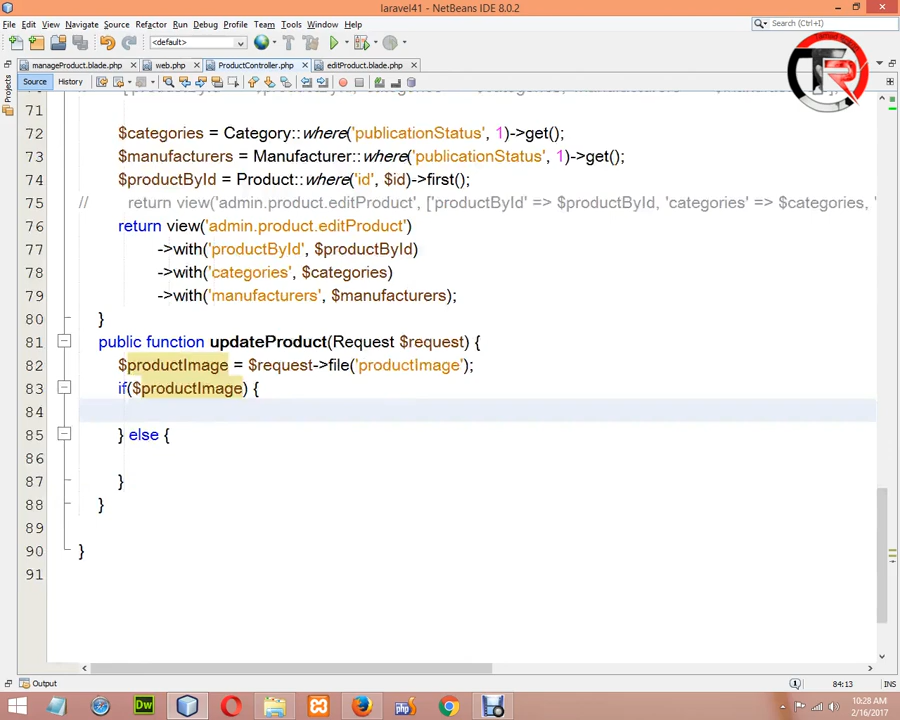 laravel41 - NetBeans IDE 8.0.2
File Edit View Navigate Source Refactor Run Debug Profile Team Tools Window Help
<default>
Search (Ctrl+I)
manageProduct.blade.php web.php ProductController.php editProduct.blade.php
Source History
Projects
71
72 $categories = Category::where('publicationStatus', 1)->get();
73 $manufacturers = Manufacturer::where('publicationStatus', 1)->get();
74 $productById = Product::where('id', $id)->first();
75 // return view('admin.product.editProduct', ['productById' => $productById, 'categories' => $categories, '
76 return view('admin.product.editProduct')
77 ->with('productById', $productById)
78 ->with('categories', $categories)
79 ->with('manufacturers', $manufacturers);
80 }
81 public function updateProduct(Request $request) {
82 $productImage = $request->file('productImage');
83 if($productImage) {
84
85 } else {
86
87 }
88 }
89
90 }
91
Output
84:13 INS
10:28 AM
2/16/2017